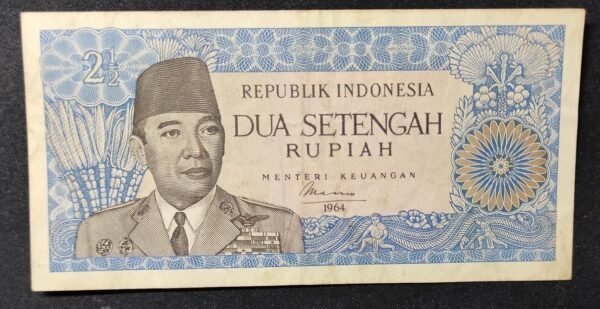 2½
REPUBLIK INDONESIA
DUA SETENGAH
RUPIAH
MENTERI KEUANGAN
1964